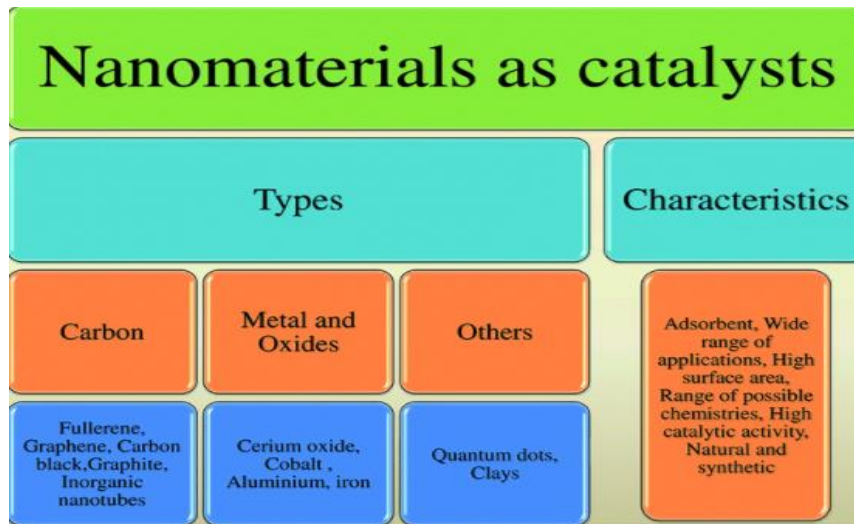 Nanomaterials as catalysts
Types
Characteristics
Carbon
Metal and
Oxides
Others
Adsorbent, Wide
range of
applications, High
surface area,
Range of possible
chemistries, High
catalytic activity,
Natural and
synthetic
Fullerene,
Graphene, Carbon
black,Graphite,
Inorganic
nanotubes
Cerium oxide,
Cobalt ,
Aluminium, iron
Quantum dots,
Clays